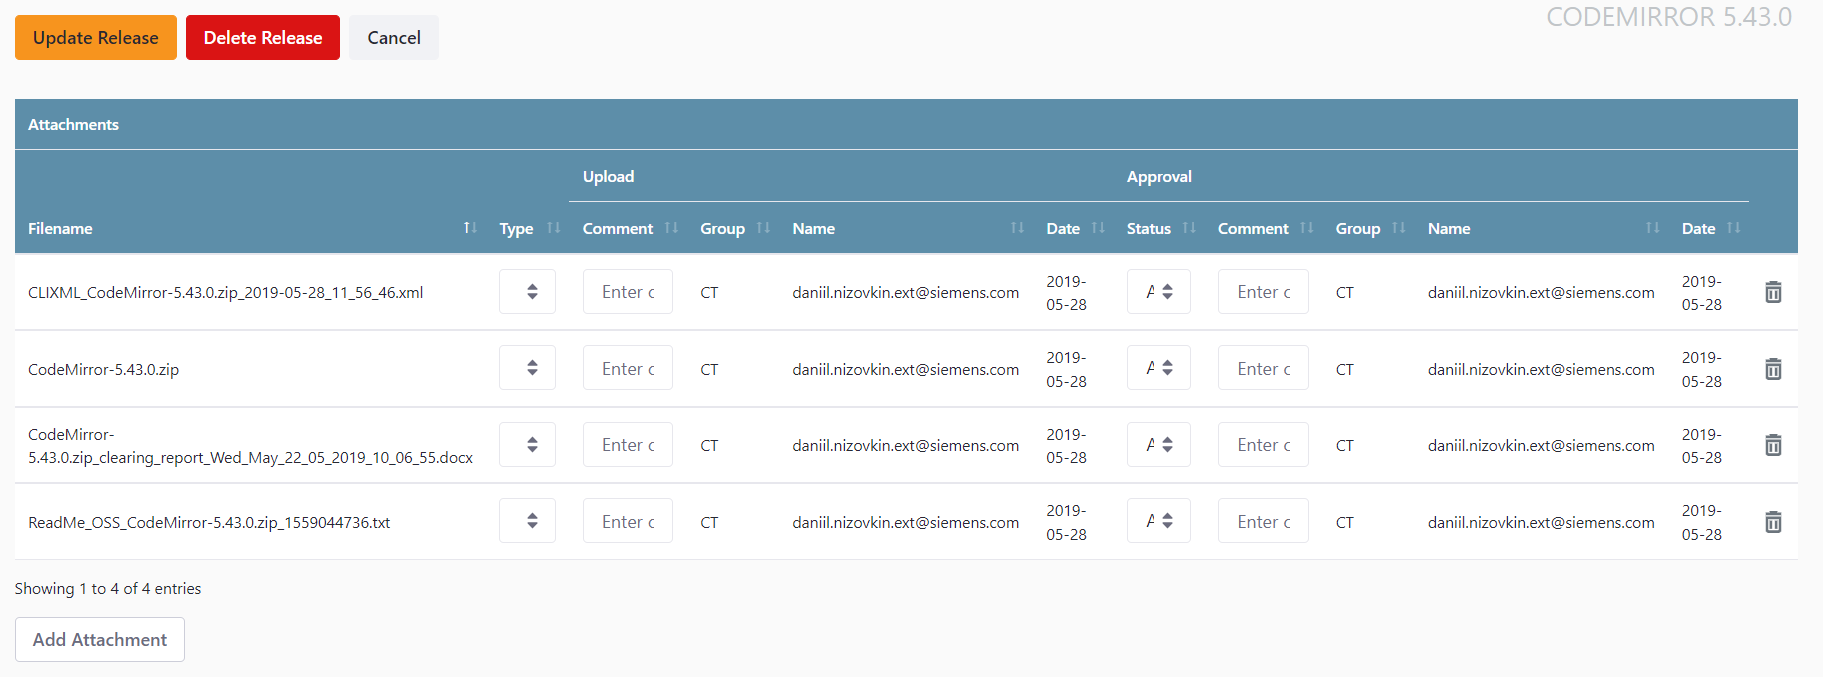 CODEMIRROR 5.43.0
Update Release Delete Release Cancel
Attachments
Upload Approval
Filename Type Comment Group Name Date Status Comment Group Name Date
CLIXML_CodeMirror-5.43.0.zip_2019-05-28_11_56_46.xml Enter c CT daniil.nizovkin.ext@siemens.com 2019-05-28 A Enter c CT daniil.nizovkin.ext@siemens.com 2019-05-28
CodeMirror-5.43.0.zip Enter c CT daniil.nizovkin.ext@siemens.com 2019-05-28 A Enter c CT daniil.nizovkin.ext@siemens.com 2019-05-28
CodeMirror-
5.43.0.zip_clearing_report_Wed_May_22_05_2019_10_06_55.docx Enter c CT daniil.nizovkin.ext@siemens.com 2019-05-28 A Enter c CT daniil.nizovkin.ext@siemens.com 2019-05-28
ReadMe_OSS_CodeMirror-5.43.0.zip_1559044736.txt Enter c CT daniil.nizovkin.ext@siemens.com 2019-05-28 A Enter c CT daniil.nizovkin.ext@siemens.com 2019-05-28
Showing 1 to 4 of 4 entries
Add Attachment